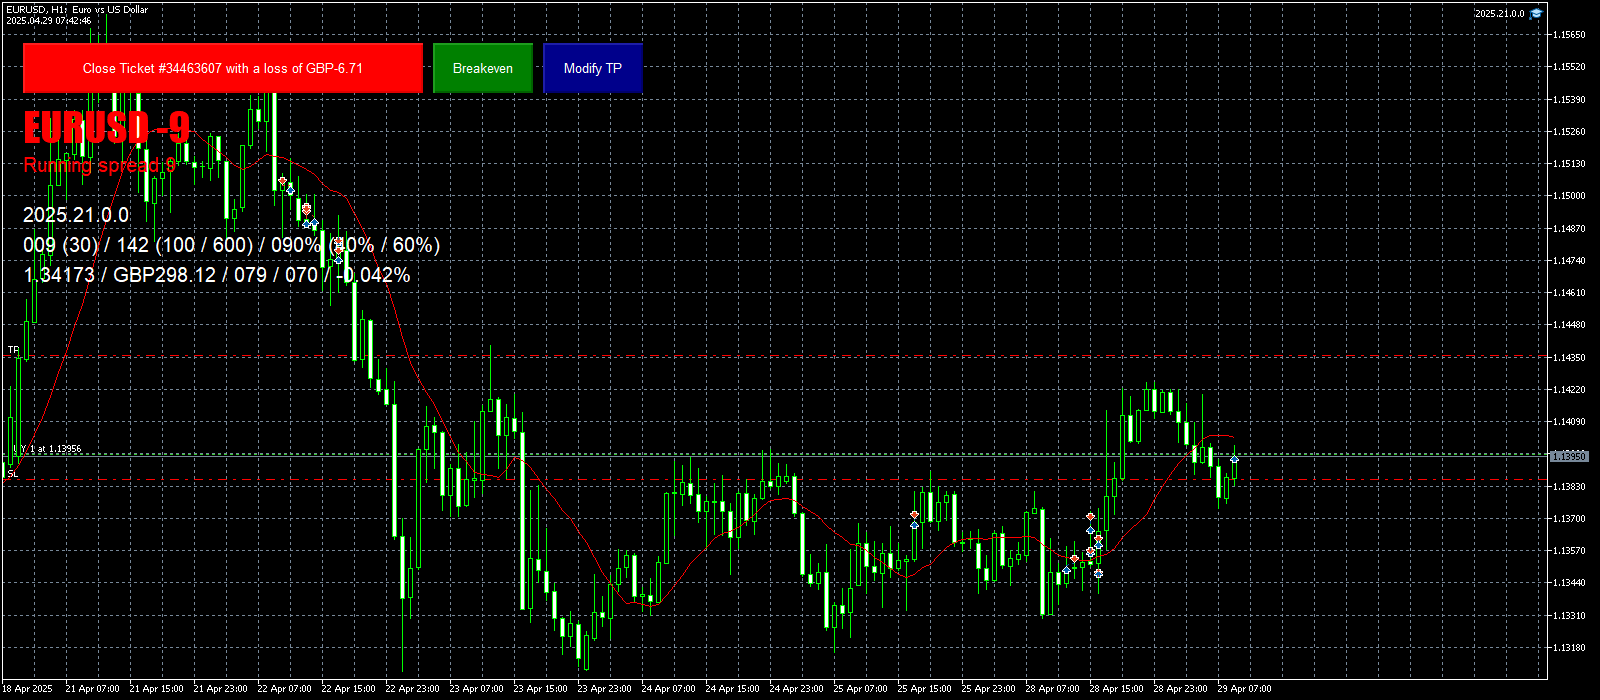 EURUSD, H1: Euro vs US Dollar
2025.04.29 07:42:46
2025.21.0.0
Close Ticket #34463607 with a loss of GBP-6.71
Breakeven
Modify TP
EURUSD -9
Running spread 9
2025.21.0.0
009 (30) / 142 (100 / 600) / 090% (40% / 60%)
1.34173 / GBP298.12 / 079 / 070 / -0.042%
TP
BUY 1 at 1.13956
SL
1.15650
1.15520
1.15390
1.15260
1.15130
1.15000
1.14870
1.14740
1.14610
1.14480
1.14350
1.14220
1.14090
1.13950
1.13830
1.13700
1.13570
1.13440
1.13310
1.13180
18 Apr 2025 21 Apr 07:00 21 Apr 15:00 21 Apr 23:00 22 Apr 07:00 22 Apr 15:00 22 Apr 23:00 23 Apr 07:00 23 Apr 15:00 23 Apr 23:00 24 Apr 07:00 24 Apr 15:00 24 Apr 23:00 25 Apr 07:00 25 Apr 15:00 25 Apr 23:00 28 Apr 07:00 28 Apr 15:00 28 Apr 23:00 29 Apr 07:00